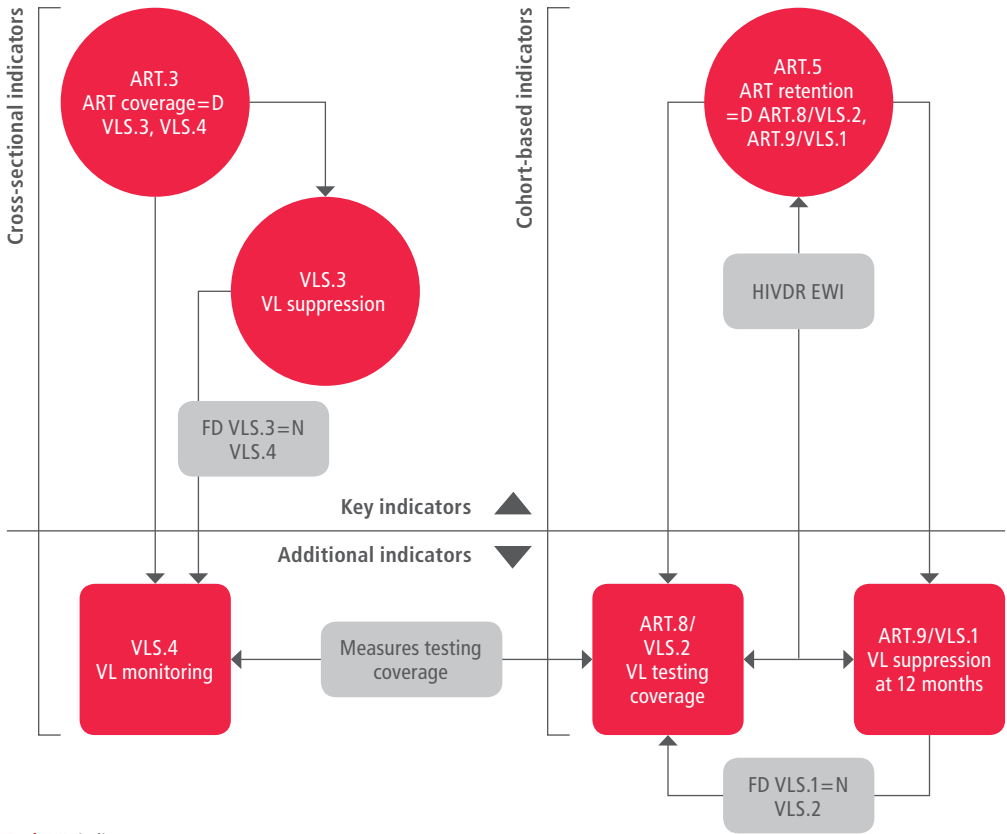 Cross-sectional indicators
ART.3
ART coverage=D
VLS.3, VLS.4
VLS.3
VL suppression
FD VLS.3=N
VLS.4
Cohort-based indicators
ART.5
ART retention
=D ART.8/VLS.2,
ART.9/VLS.1
HIVDR EWI
Key indicators
Additional indicators
VLS.4
VL monitoring
Measures testing
coverage
ART.8/
VLS.2
VL testing
coverage
ART.9/VLS.1
VL suppression
at 12 months
FD VLS.1=N
VLS.2